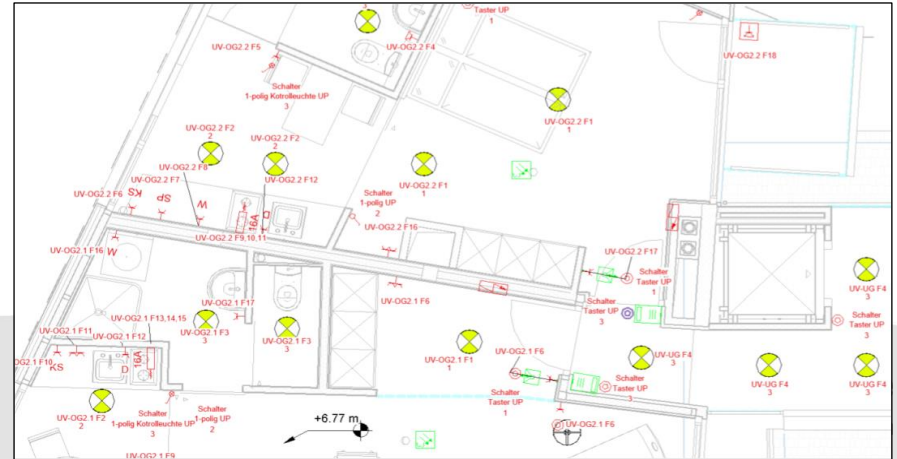 3
Taster UP
1
UV-OG2.2 F5
UV-OG2.2 F4
UV-OG2.2 F18
Schalter
1-polig Kotrolleuchte UP
3
UV-OG2.2 F1
1
UV-OG2.2 F2
2
UV-OG2.2 F2
2
UV-OG2.2 F8
UV-OG2.2 F7
UV-OG2.2 F12
UV-OG2.2 F1
1
UV-OG2.2 F6
KS
SP
W
16A
D
Schalter
1-polig UP
2
UV-OG2.2 F16
UV-OG2.2 F9,10,11
UV-OG2.1 F16
W
UV-OG2.2 F17
Schalter
Taster UP
1
UV-UG F4
3
UV-OG2.1 F6
UV-OG2.1 F17
Schalter
Taster UP
3
UV-OG2.1 F13,14,15
UV-OG2.1 F3
3
UV-OG2.1 F3
3
Schalter
Taster UP
3
UV-OG2.1 F11
UV-OG2.1 F12
UV-OG2.1 F1
1
UV-OG2.1 F6
UV-UG F4
3
UV-UG F4
3
UV-UG F4
3
OG2.1 F10
KS
D
16A
Schalter
Taster UP
3
Schalter
Taster UP
1
UV-OG2.1 F2
2
Schalter
1-polig Kotrolleuchte UP
3
Schalter
1-polig UP
2
+6.77 m
UV-OG2.1 F6
UV-OG2.1 F9